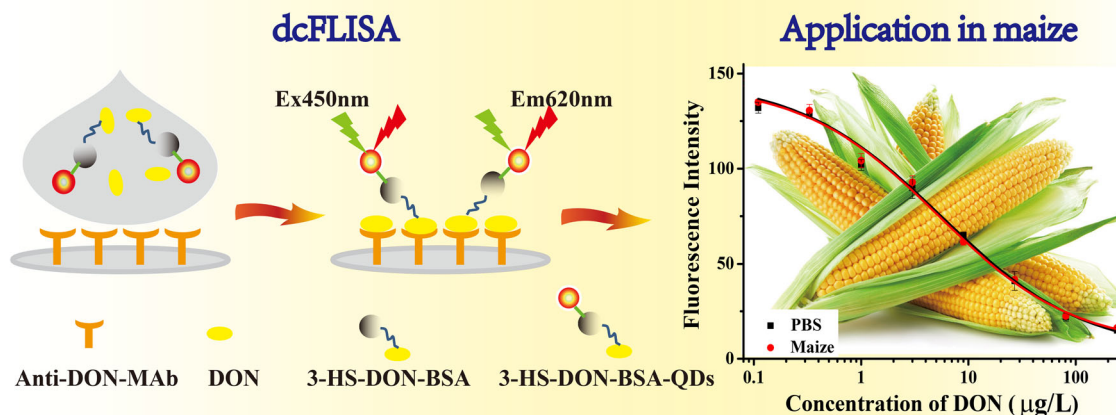 dcFLISA
Application in maize
Ex450nm
Em620nm
Anti-DON-MAb
DON
3-HS-DON-BSA
3-HS-DON-BSA-QDs
Fluorescence Intensity
150
100
50
0
PBS
Maize
0.1
1
10
100
Concentration of DON ( μg/L)